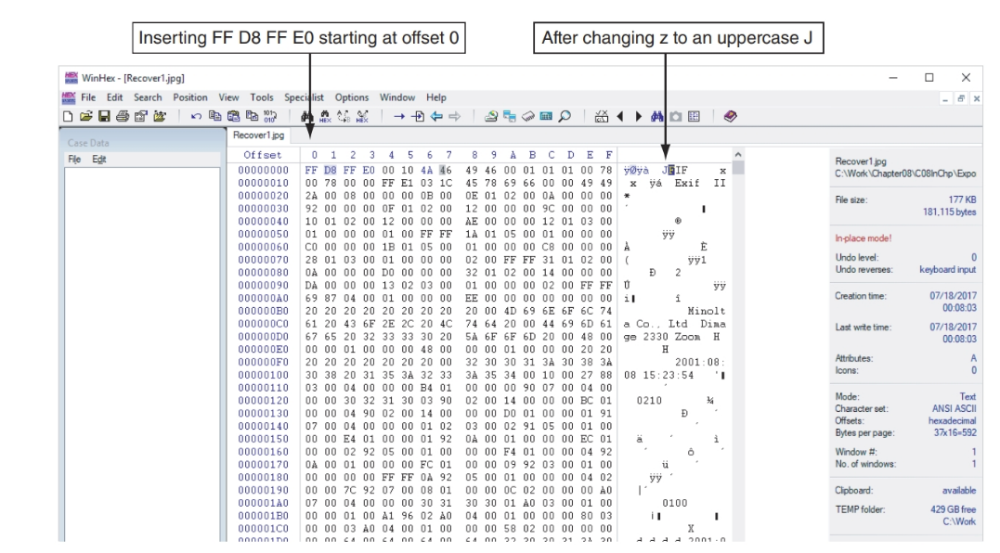 Inserting FF D8 FF E0 starting at offset 0
After changing z to an uppercase J
WinHex - [Recover1.jpg]
File Edit Search Position View Tools Specialist Options Window Help
Case Data
File Edit
Recover1.jpg
Offset 0 1 2 3 4 5 6 7 8 9 A B C D E F
00000000 FF D8 FF E0 00 10 4A 46 49 46 00 01 01 01 00 78 ÿØÿà JFIF x
00000010 00 78 00 00 FF E1 03 1C 45 78 69 66 00 00 49 49 x ÿá Exif II
00000020 2A 00 08 00 00 00 0B 00 0E 01 02 00 0A 00 00 00 *
00000030 92 00 00 00 0F 01 02 00 12 00 00 00 9C 00 00 00 '
00000040 10 01 02 00 12 00 00 00 AE 00 00 00 12 01 03 00 ®
00000050 01 00 00 00 01 00 FF FF 1A 01 05 00 01 00 00 00 ÿÿ
00000060 C0 00 00 00 1B 01 05 00 01 00 00 00 C8 00 00 00 À È
00000070 28 01 03 00 01 00 00 00 02 00 FF FF 31 01 02 00 ( ÿÿ1
00000080 0A 00 00 00 D0 00 00 00 32 01 02 00 14 00 00 00 Ð 2
00000090 DA 00 00 00 13 02 03 00 01 00 00 00 02 00 FF FF Ú ÿÿ
000000A0 69 87 04 00 01 00 00 00 EE 00 00 00 00 00 00 00 i î
000000B0 20 20 20 20 20 20 20 20 20 00 4D 69 6E 6F 6C 74 Minolt
000000C0 61 20 43 6F 2E 2C 20 4C 74 64 20 00 44 69 6D 61 a Co., Ltd Dima
000000D0 67 65 20 32 33 33 30 20 5A 6F 6F 6D 20 00 48 00 ge 2330 Zoom H
000000E0 00 00 01 00 00 00 48 00 00 00 01 00 00 00 20 20 H
000000F0 20 20 20 20 20 20 20 00 32 30 30 31 3A 30 38 3A 2001:08:
00000100 30 38 20 31 35 3A 32 33 3A 35 34 00 10 00 27 88 08 15:23:54 '
00000110 03 00 04 00 00 00 B4 01 00 00 00 90 07 00 04 00 ´
00000120 00 00 30 32 31 30 03 90 02 00 14 00 00 00 BC 01 0210 ¼
00000130 00 00 04 90 02 00 14 00 00 00 D0 01 00 00 01 91 Ð ‘
00000140 07 00 04 00 00 00 01 02 03 00 02 91 05 00 01 00 ‘
00000150 00 00 E4 01 00 00 01 92 0A 00 01 00 00 00 EC 01 ä ’ ì
00000160 00 00 02 92 05 00 01 00 00 00 F4 01 00 00 04 92 ’ ô ’
00000170 0A 00 01 00 00 00 FC 01 00 00 09 92 03 00 01 00 ü ’
00000180 00 00 00 00 FF FF 0A 92 05 00 01 00 00 00 04 02 ÿÿ ’
00000190 00 00 7C 92 07 00 08 01 00 00 0C 02 00 00 00 A0 |’
000001A0 07 00 04 00 00 00 30 31 30 30 01 A0 03 00 01 00 0100
000001B0 00 00 01 00 A1 96 02 A0 04 00 01 00 00 00 80 03
000001C0 00 00 03 A0 04 00 01 00 00 00 58 02 00 00 00 00 X
Recover1.jpg
C:\Work\Chapter08\C08InChp\Expo
File size: 177 KB
181,115 bytes
In-place mode!
Undo level: 0
Undo reverses: keyboard input
Creation time: 07/18/2017
00:08:03
Last write time: 07/18/2017
00:08:03
Attributes: A
Icons: 0
Mode: Text
Character set: ANSI ASCII
Offsets: hexadecimal
Bytes per page: 37x16=592
Window #: 1
No. of windows: 1
Clipboard: available
TEMP folder: 429 GB free
C:\Work